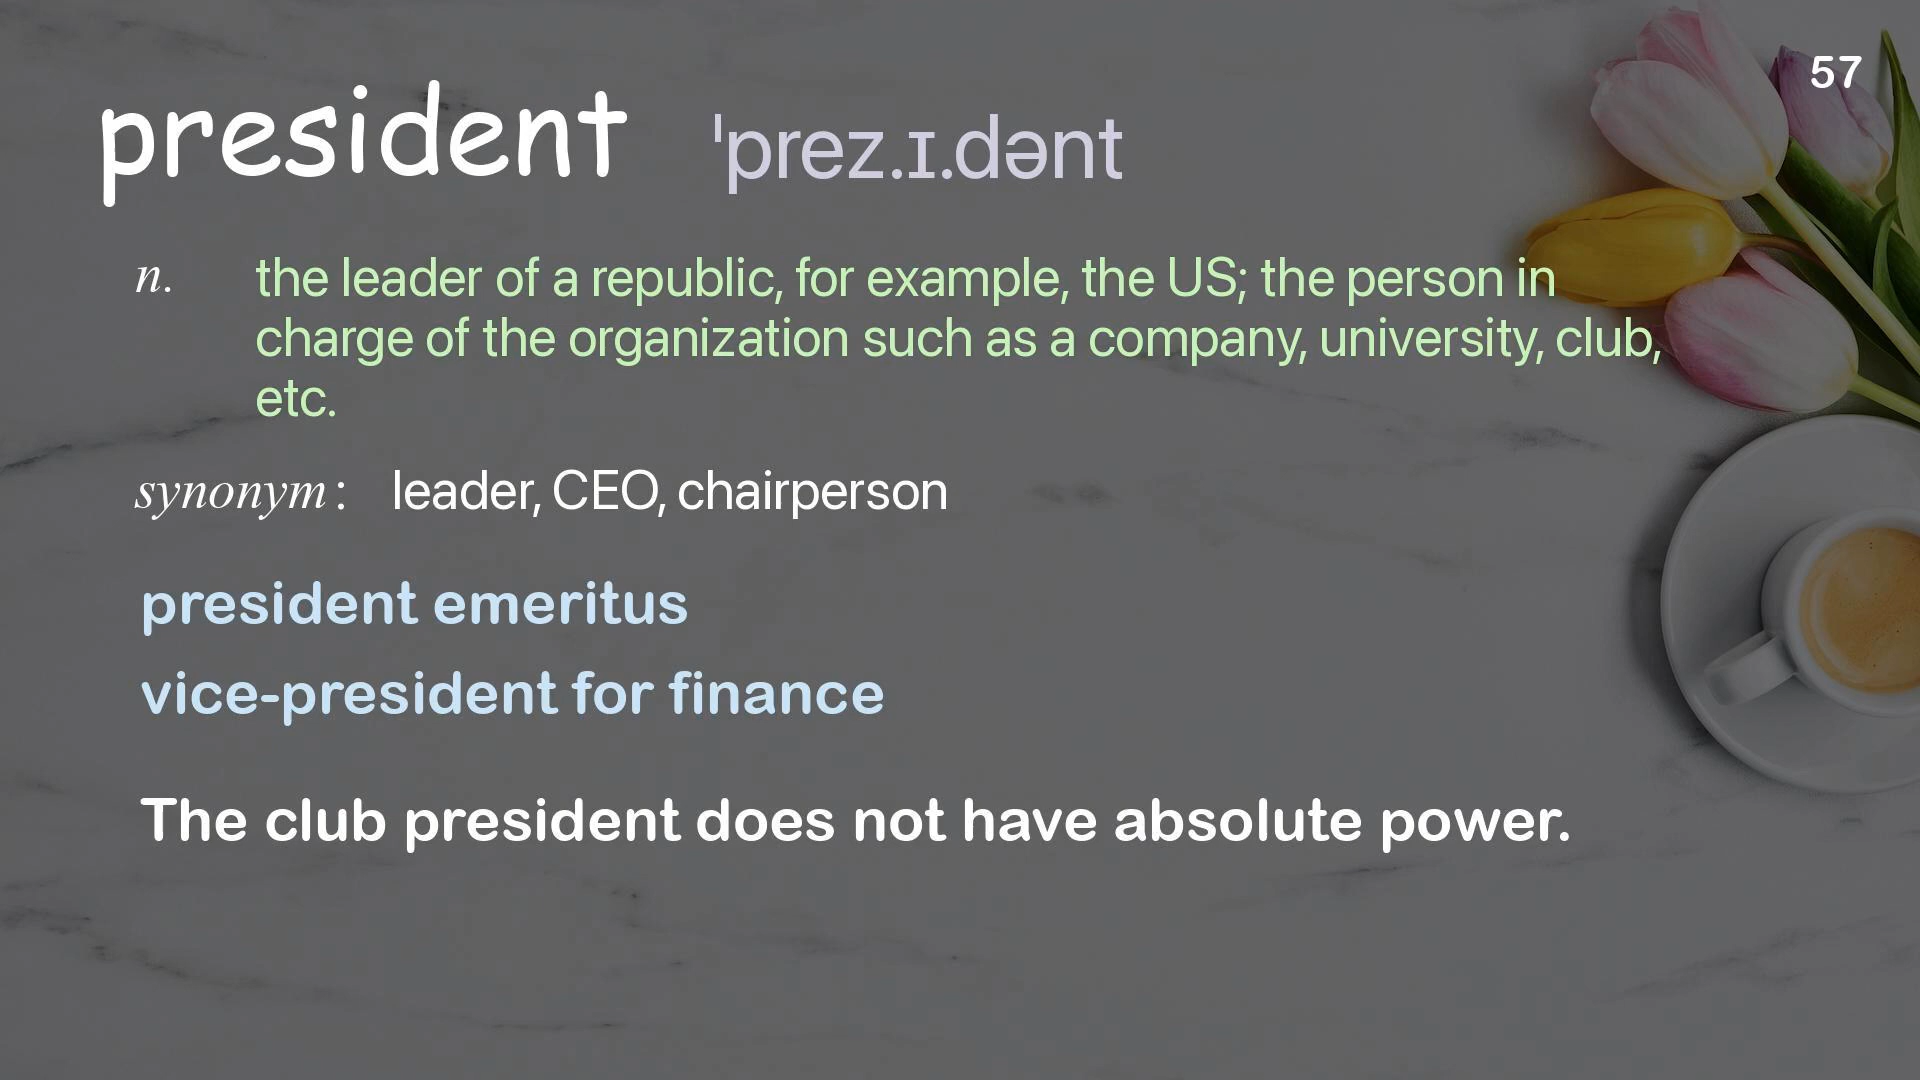 57
president ˈprez.ɪ.dənt
n. the leader of a republic, for example, the US; the person in
charge of the organization such as a company, university, club,
etc.
synonym: leader, CEO, chairperson
president emeritus
vice-president for finance
The club president does not have absolute power.